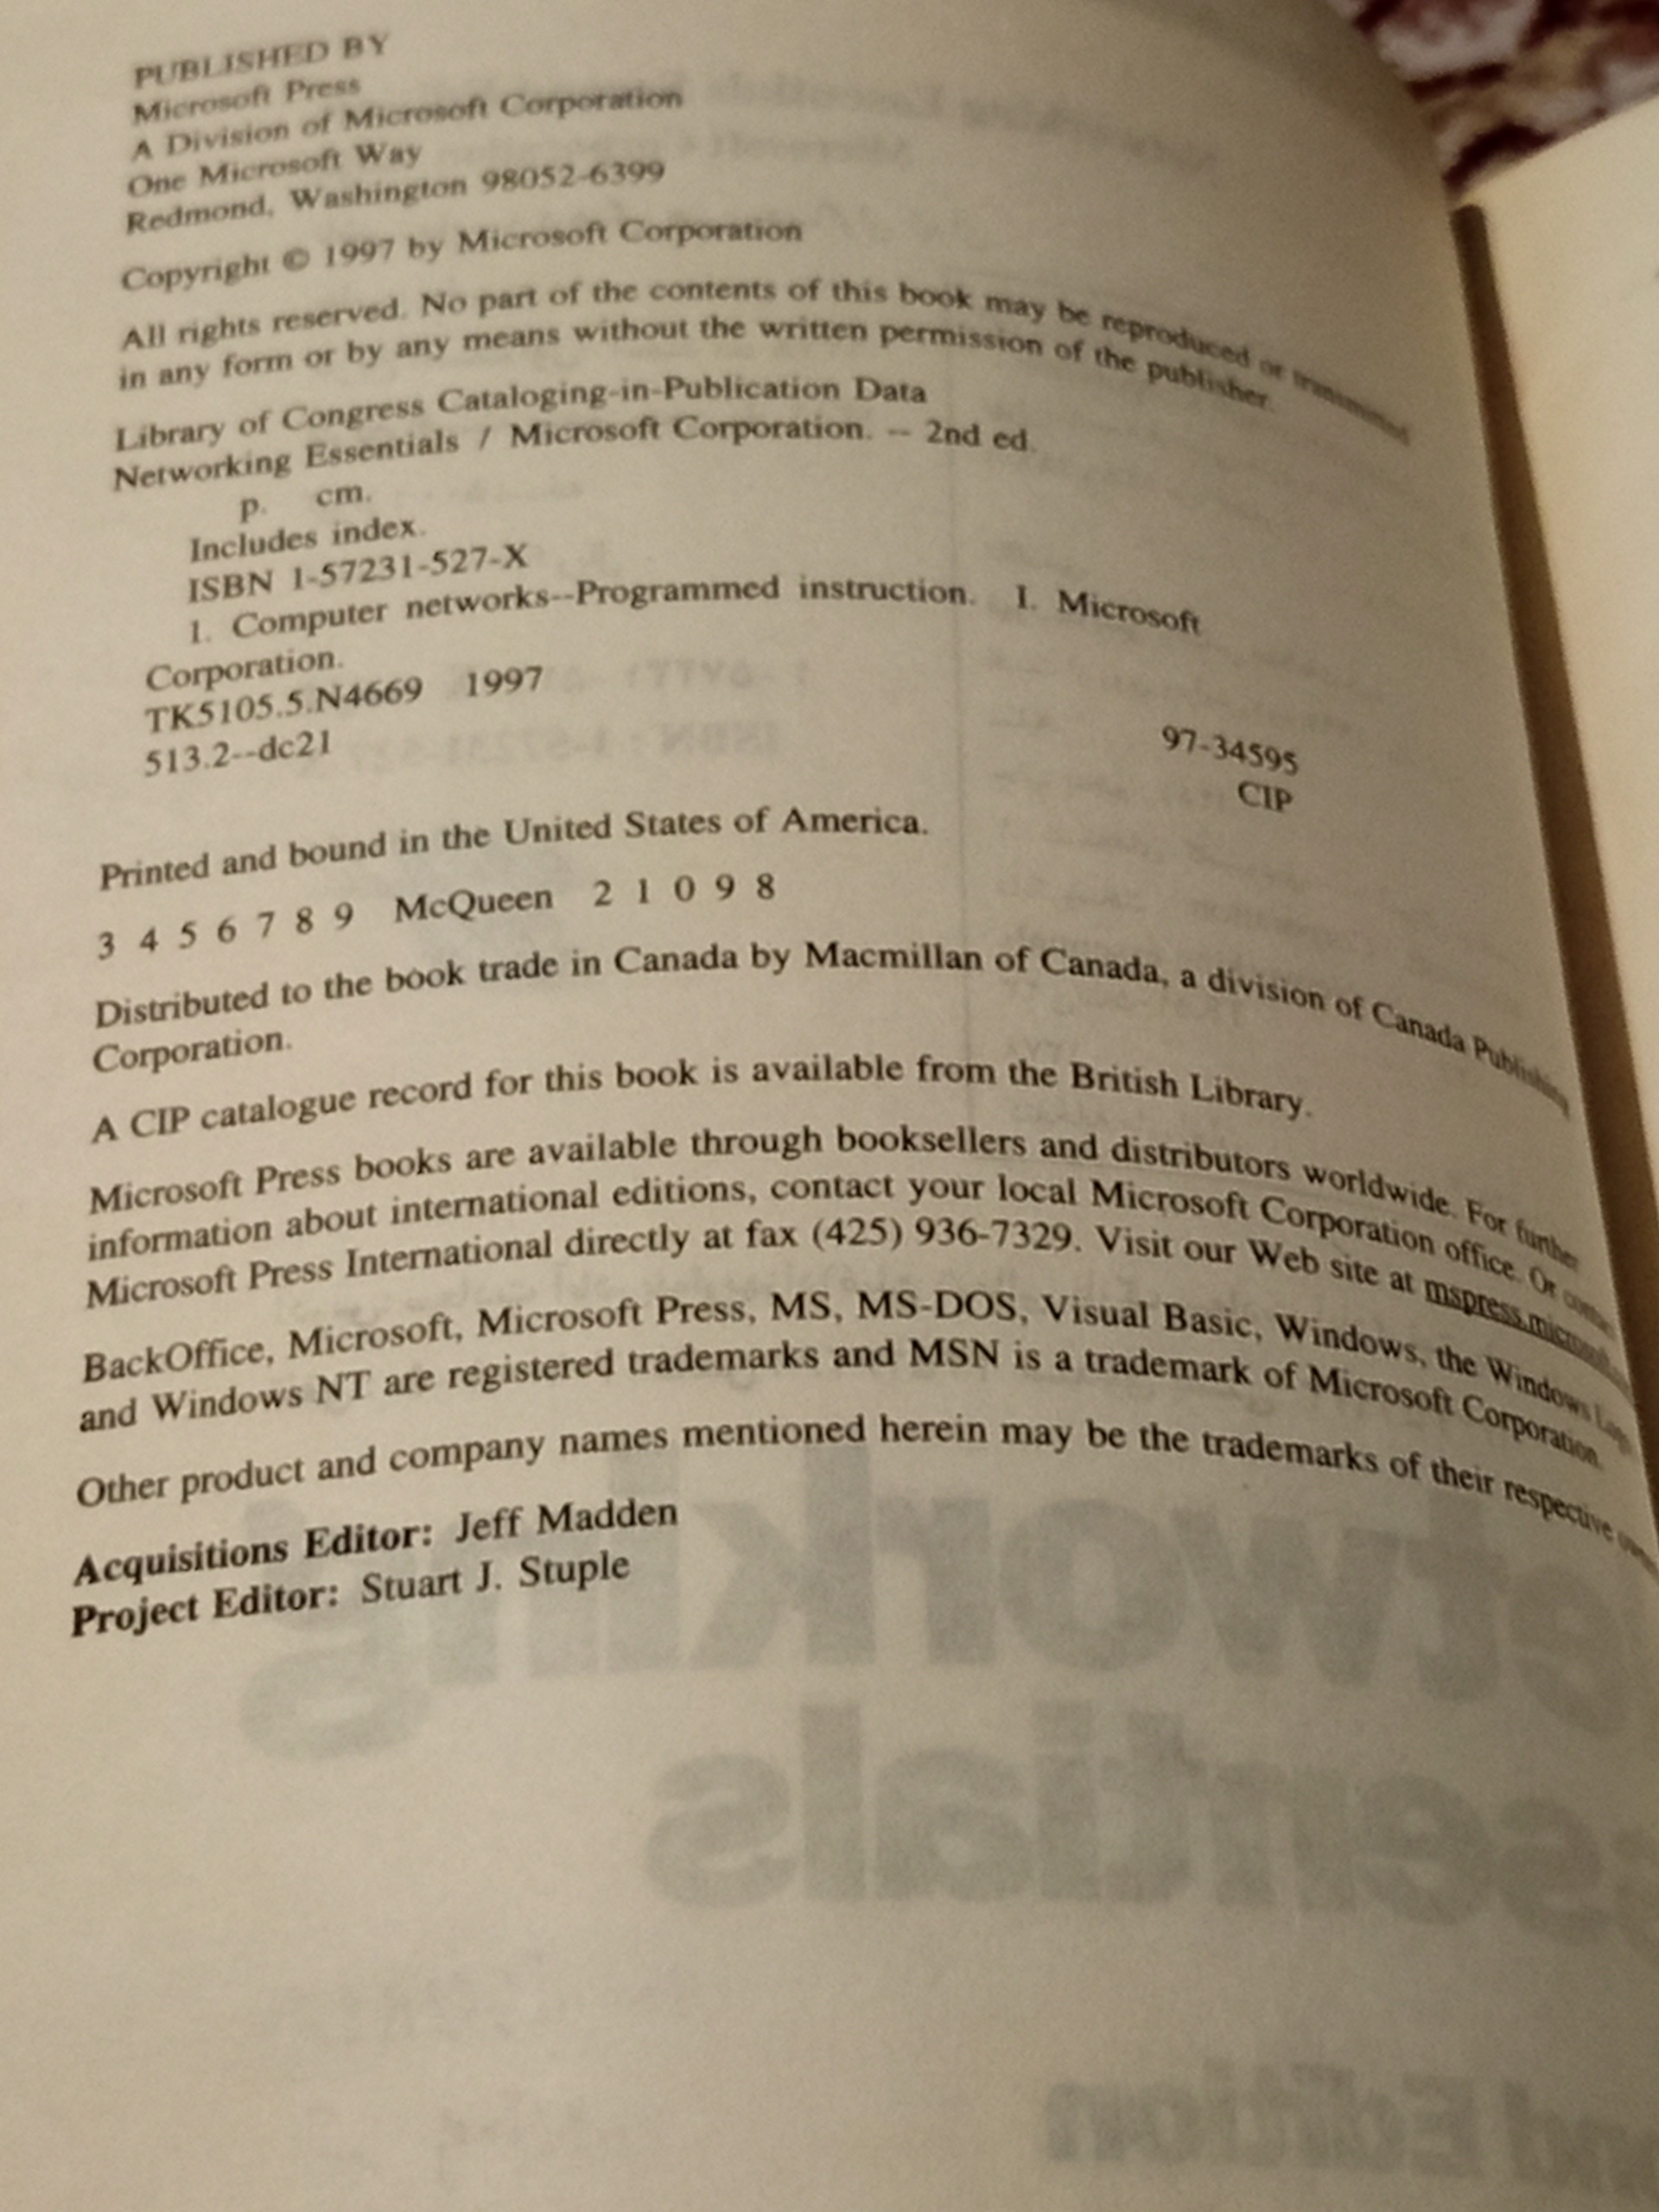 PUBLISHED BY
Microsoft Press
A Division of Microsoft Corporation
One Microsoft Way
Redmond, Washington 98052-6399
Copyright © 1997 by Microsoft Corporation
All rights reserved. No part of the contents of this book may be reproduced or transmitted
in any form or by any means without the written permission of the publisher.
Library of Congress Cataloging-in-Publication Data
Networking Essentials / Microsoft Corporation. -- 2nd ed.
p. cm.
Includes index.
ISBN 1-57231-527-X
1. Computer networks--Programmed instruction. I. Microsoft
Corporation.
TK5105.5.N4669 1997
513.2--dc21 97-34595
CIP
Printed and bound in the United States of America.
3 4 5 6 7 8 9 McQueen 2 1 0 9 8
Distributed to the book trade in Canada by Macmillan of Canada, a division of Canada Publishing
Corporation.
A CIP catalogue record for this book is available from the British Library.
Microsoft Press books are available through booksellers and distributors worldwide. For further
information about international editions, contact your local Microsoft Corporation office. Or contact
Microsoft Press International directly at fax (425) 936-7329. Visit our Web site at
BackOffice, Microsoft, Microsoft Press, MS, MS-DOS, Visual Basic, Windows, the Windows Logo
and Windows NT are registered trademarks and MSN is a trademark of Microsoft Corporation.
Other product and company names mentioned herein may be the trademarks of their respective
Acquisitions Editor: Jeff Madden
Project Editor: Stuart J. Stuple